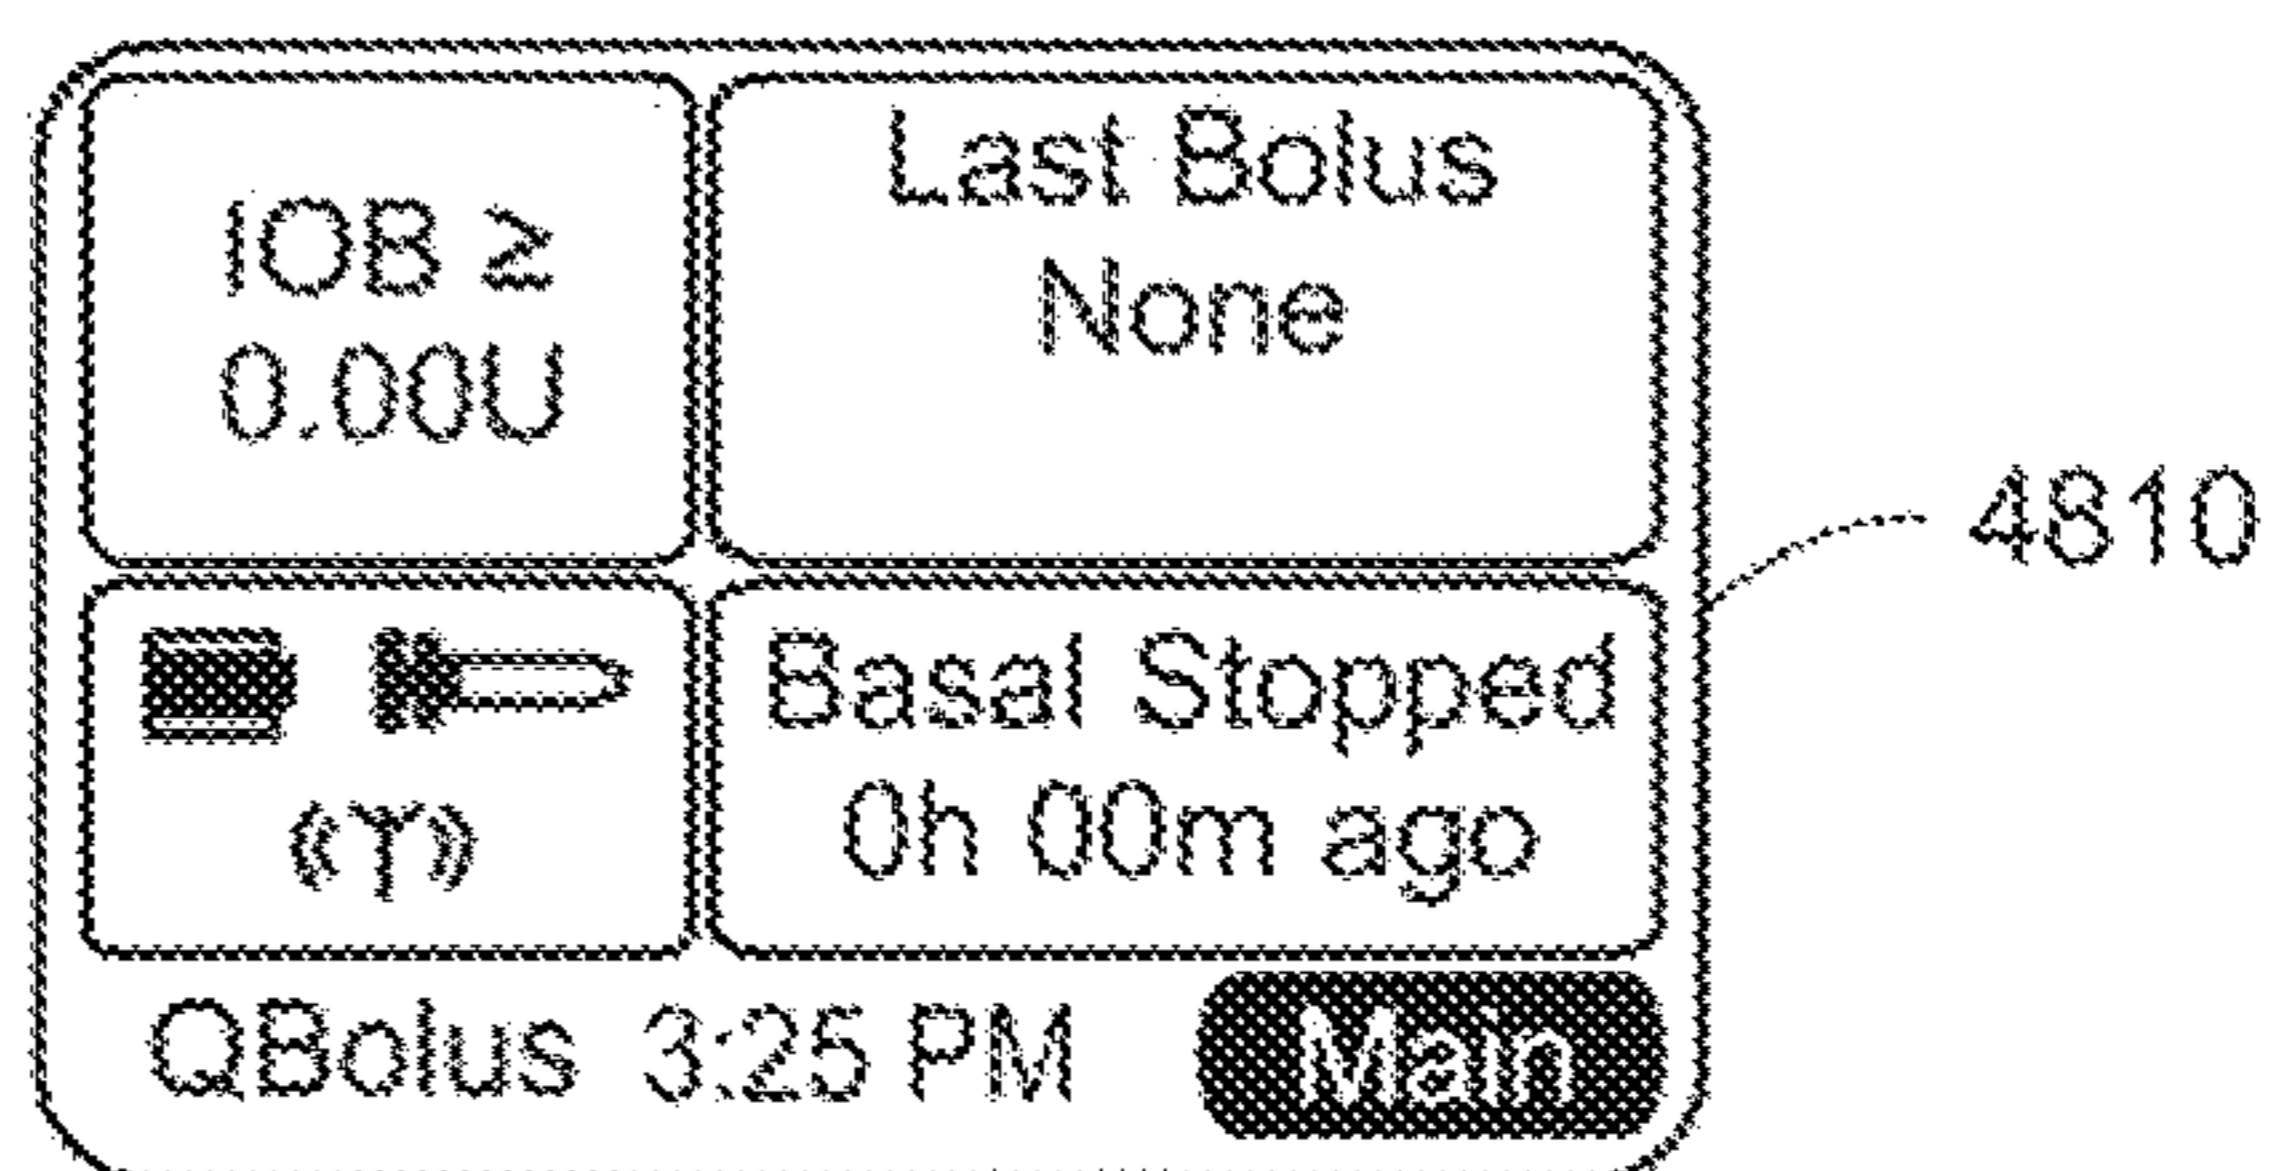 IOB ≥
0.00U
Last Bolus
None
4810
Basal Stopped
0h 00m ago
QBolus 3:25 PM Main